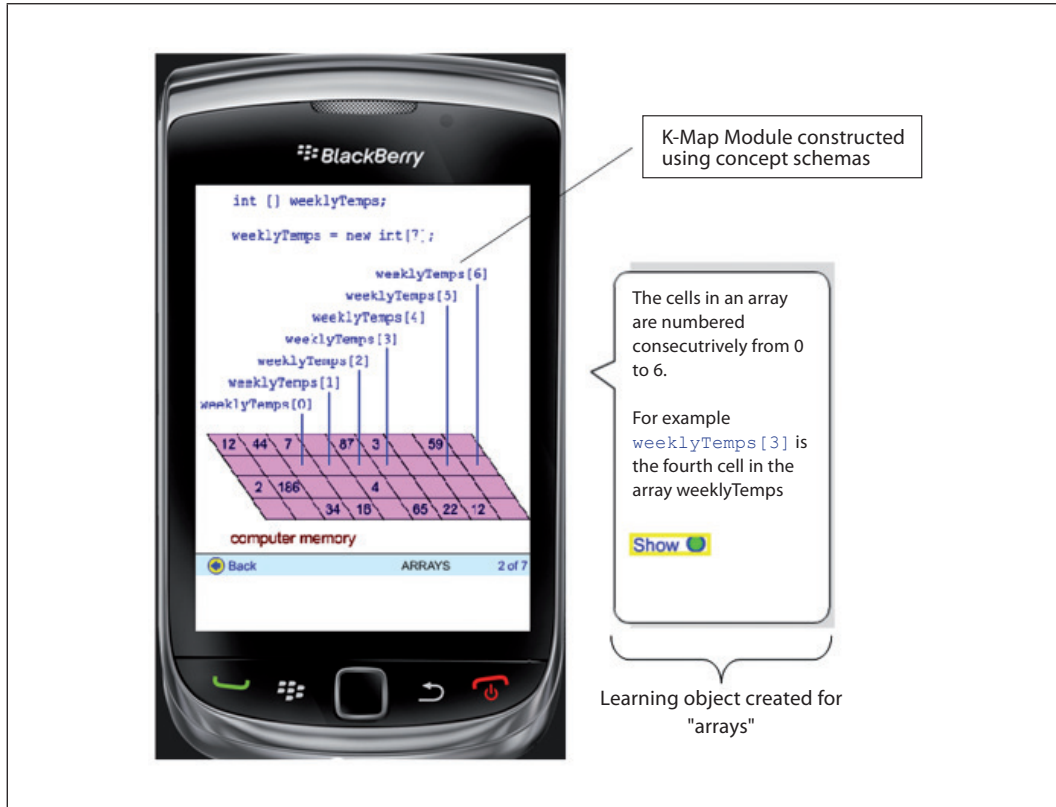 BlackBerry
int [] weeklyTemps;
weeklyTemps = new int[7];
weeklyTemps[6]
weeklyTemps[5]
weeklyTemps[4]
weeklyTemps[3]
weeklyTemps[2]
weeklyTemps[1]
weeklyTemps[0]
12 44 7 87 3 59
2 186 4
34 18 65 22 12
computer memory
Back ARRAYS 2 of 7
K-Map Module constructed
using concept schemas
The cells in an array
are numbered
consecutrively from 0
to 6.
For example
weeklyTemps[3] is
the fourth cell in the
array weeklyTemps
Show
Learning object created for
"arrays"